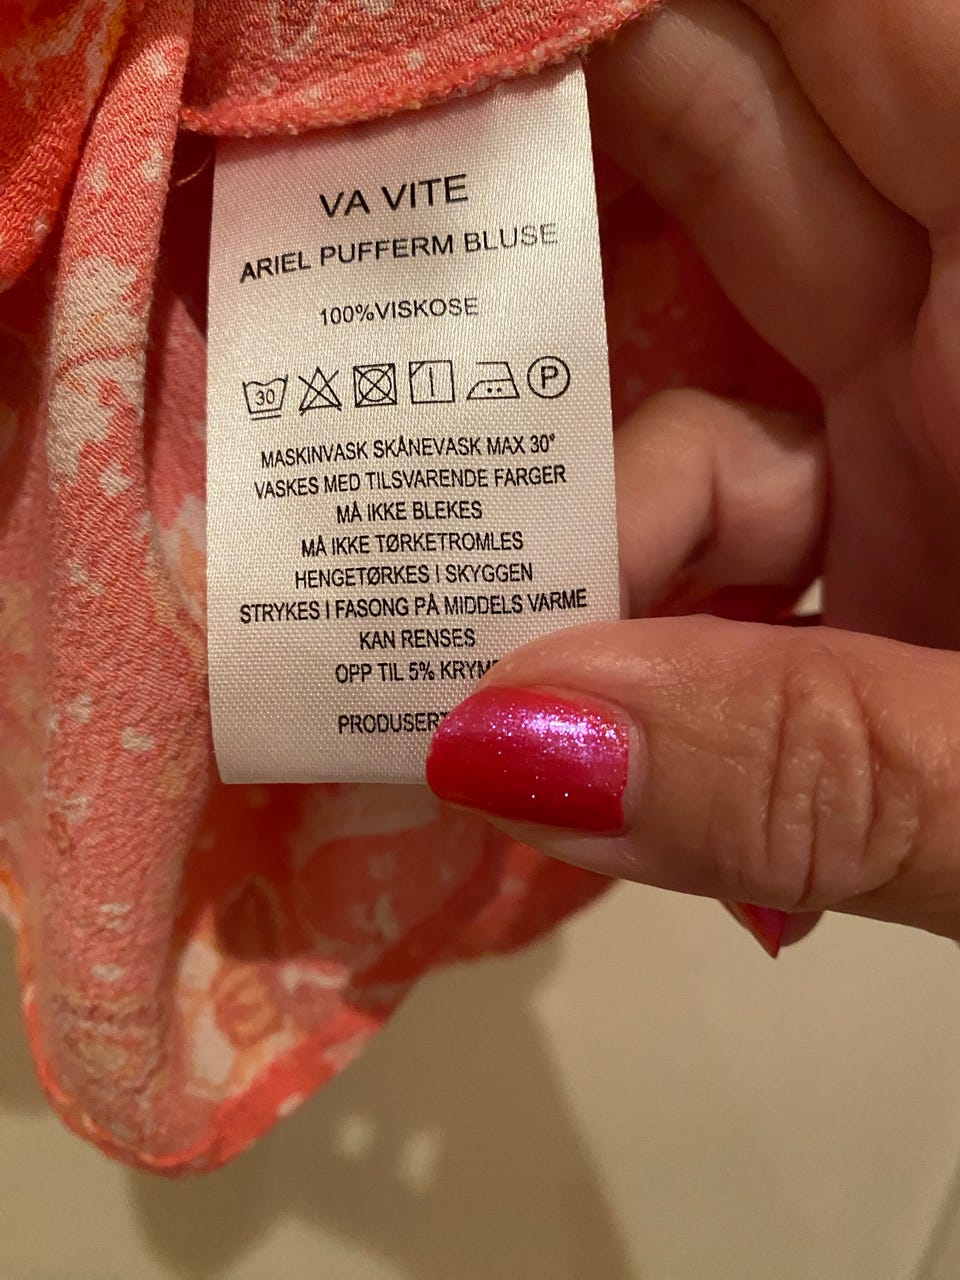 VA VITE
ARIEL PUFFERM BLUSE
100%VISKOSE
30 P
MASKINVASK SKÅNEVASK MAX 30°
VASKES MED TILSVARENDE FARGER
MÅ IKKE BLEKES
MÅ IKKE TØRKETROMLES
HENGETØRKES I SKYGGEN
STRYKES I FASONG PÅ MIDDELS VARME
KAN RENSES
OPP TIL 5%